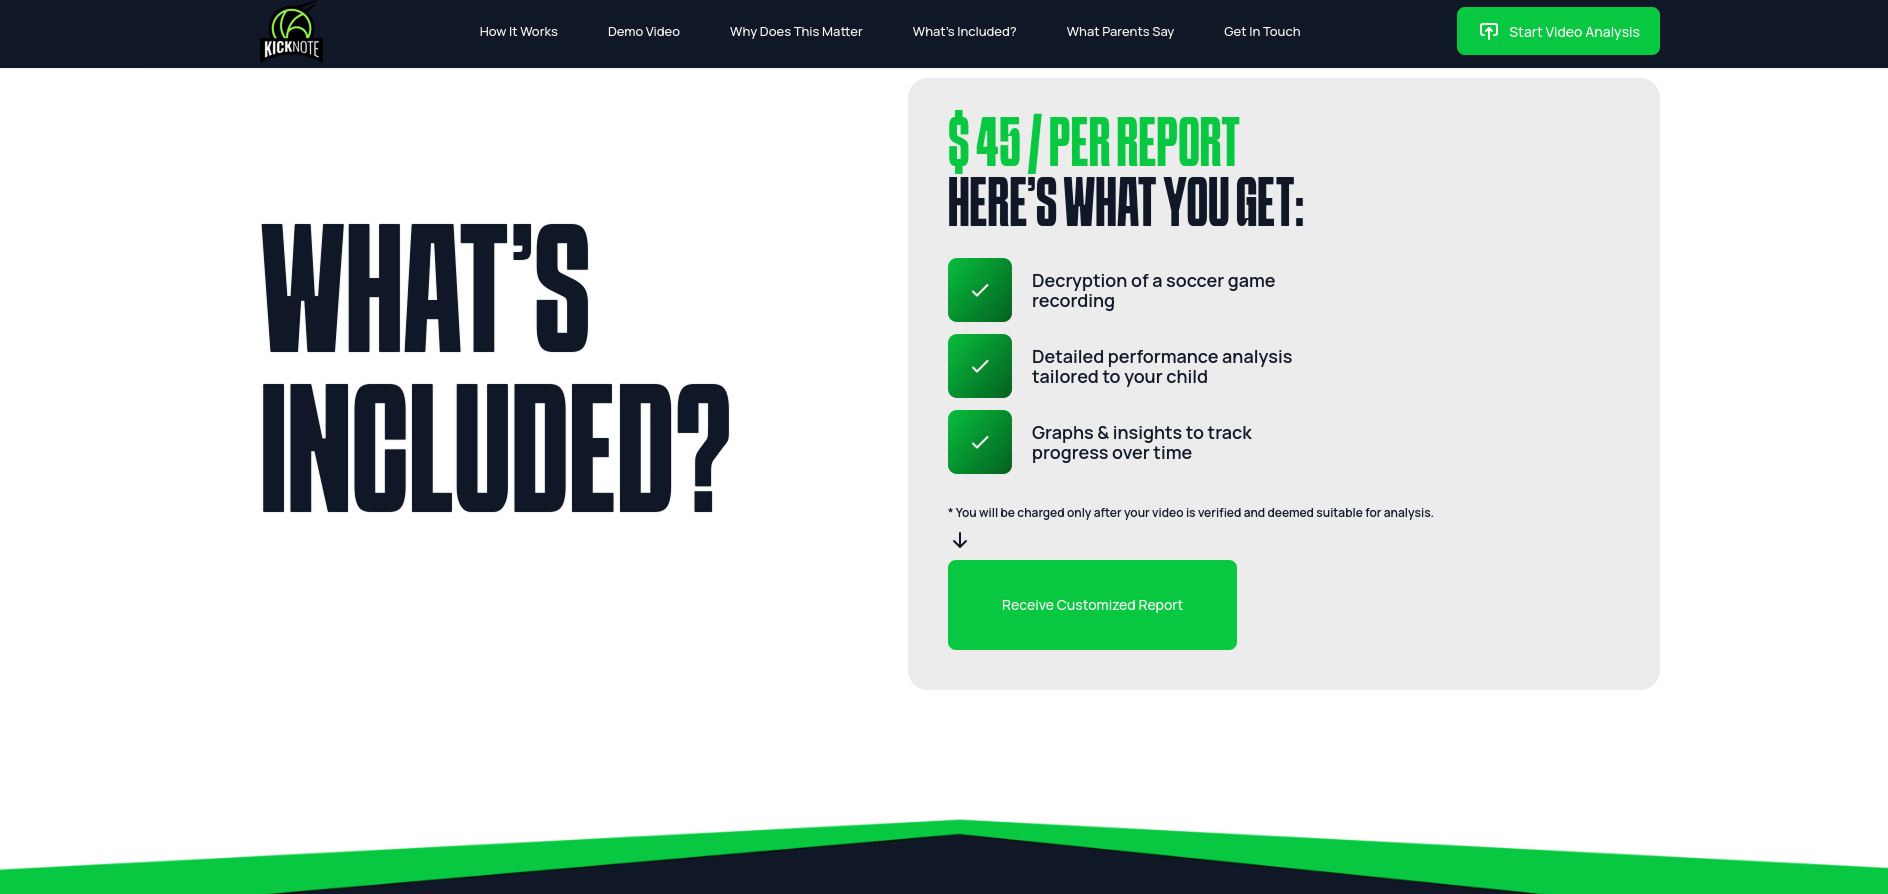 KICKNOTE
How It Works
Demo Video
Why Does This Matter
What's Included?
What Parents Say
Get In Touch
Start Video Analysis
WHAT’S
INCLUDED?
$ 45 / PER REPORT
HERE’S WHAT YOU GET:
Decryption of a soccer game
recording
Detailed performance analysis
tailored to your child
Graphs & insights to track
progress over time
* You will be charged only after your video is verified and deemed suitable for analysis.
Receive Customized Report